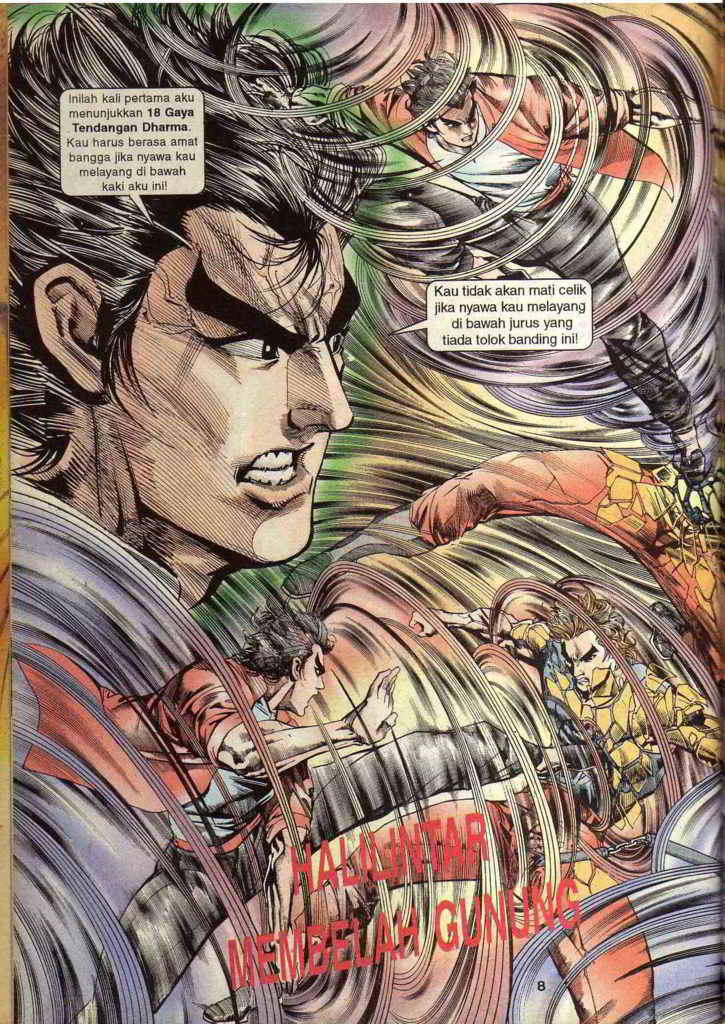 Inilah kali pertama aku
menunjukkan 18 Gaya
Tendangan Dharma.
Kau harus berasa amat
bangga jika nyawa kau
melayang di bawah
kaki aku ini!
Kau tidak akan mati celik
jika nyawa kau melayang
di bawah jurus yang
tiada tolok banding ini!
HALILINTAR
MEMBELAH GUNUNG
8